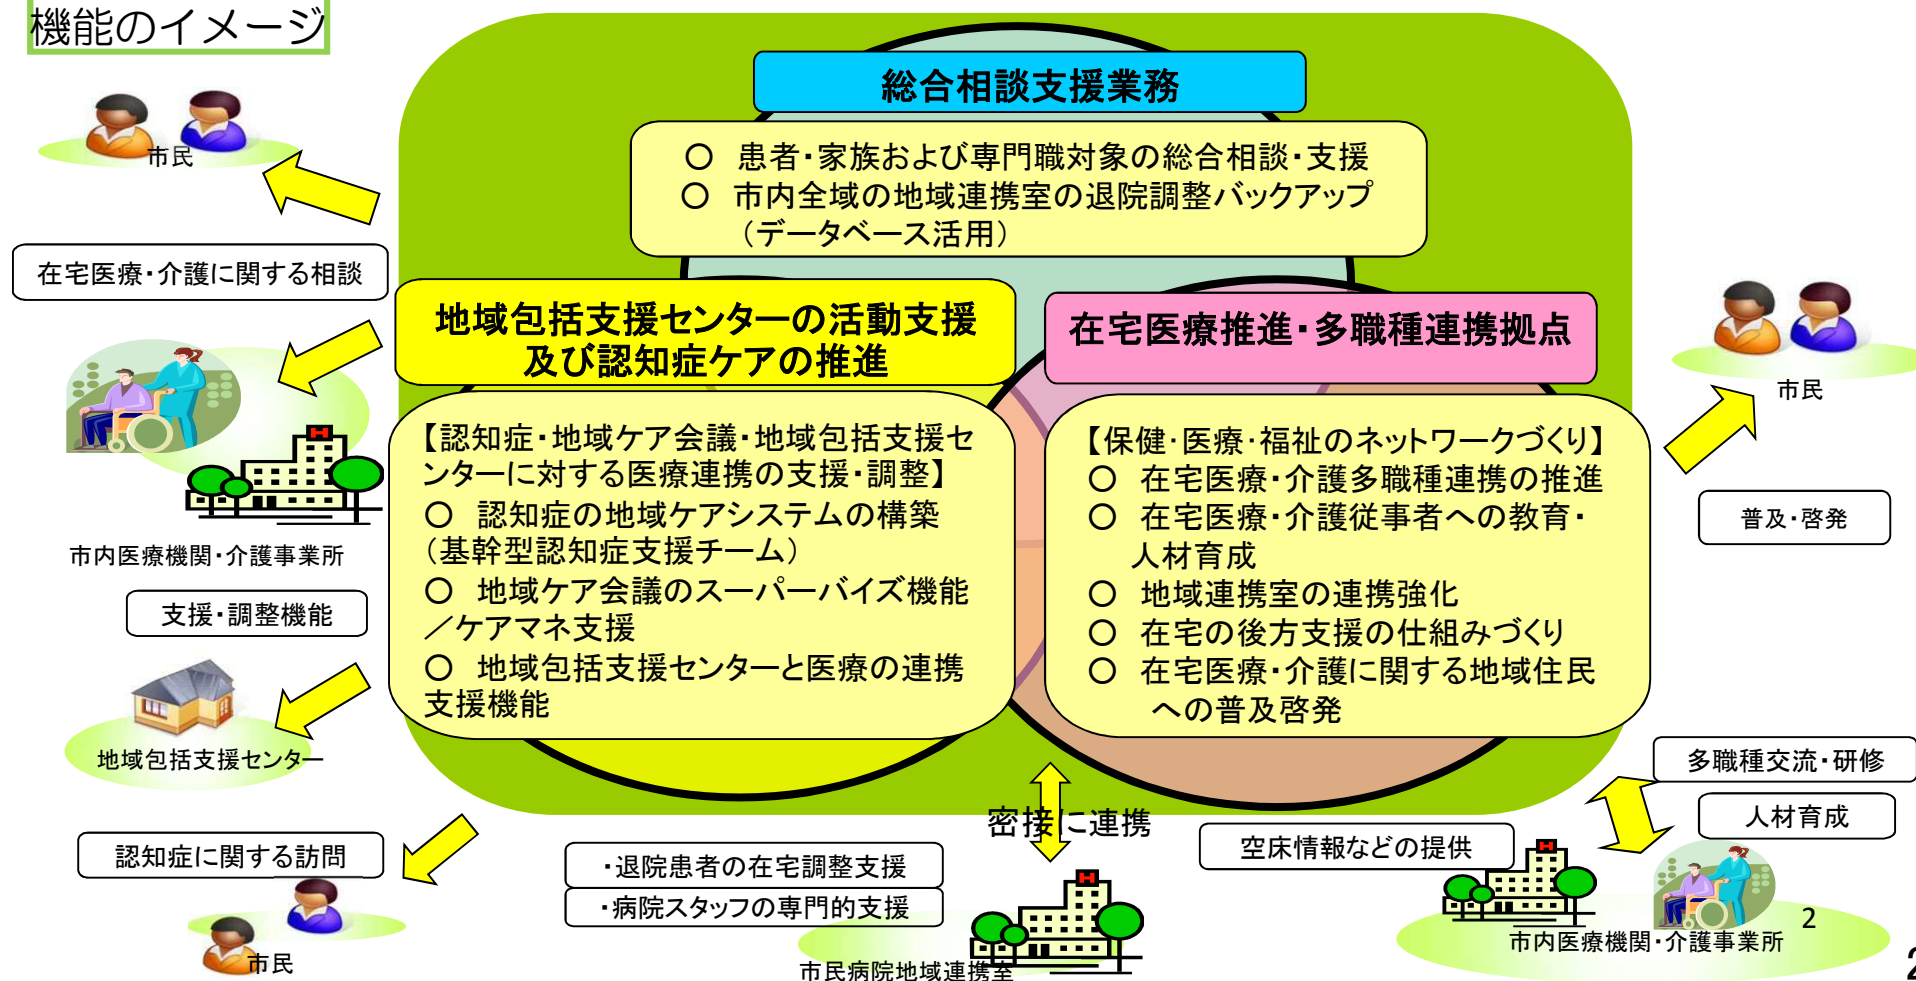 機能のイメージ
総合相談支援業務
○ 患者・家族および専門職対象の総合相談・支援
○ 市内全域の地域連携室の退院調整バックアップ
（データベース活用）
市民
在宅医療・介護に関する相談
地域包括支援センターの活動支援
及び認知症ケアの推進
【認知症・地域ケア会議・地域包括支援セ
ンターに対する医療連携の支援・調整】
○ 認知症の地域ケアシステムの構築
（基幹型認知症支援チーム）
○ 地域ケア会議のスーパーバイズ機能
／ケアマネ支援
○ 地域包括支援センターと医療の連携
支援機能
在宅医療推進・多職種連携拠点
【保健・医療・福祉のネットワークづくり】
○ 在宅医療・介護多職種連携の推進
○ 在宅医療・介護従事者への教育・
人材育成
○ 地域連携室の連携強化
○ 在宅の後方支援の仕組みづくり
○ 在宅医療・介護に関する地域住民
への普及啓発
市民
普及・啓発
市内医療機関・介護事業所
支援・調整機能
地域包括支援センター
認知症に関する訪問
市民
密接に連携
・退院患者の在宅調整支援
・病院スタッフの専門的支援
市民病院地域連携室
多職種交流・研修
人材育成
空床情報などの提供
市内医療機関・介護事業所
2
2